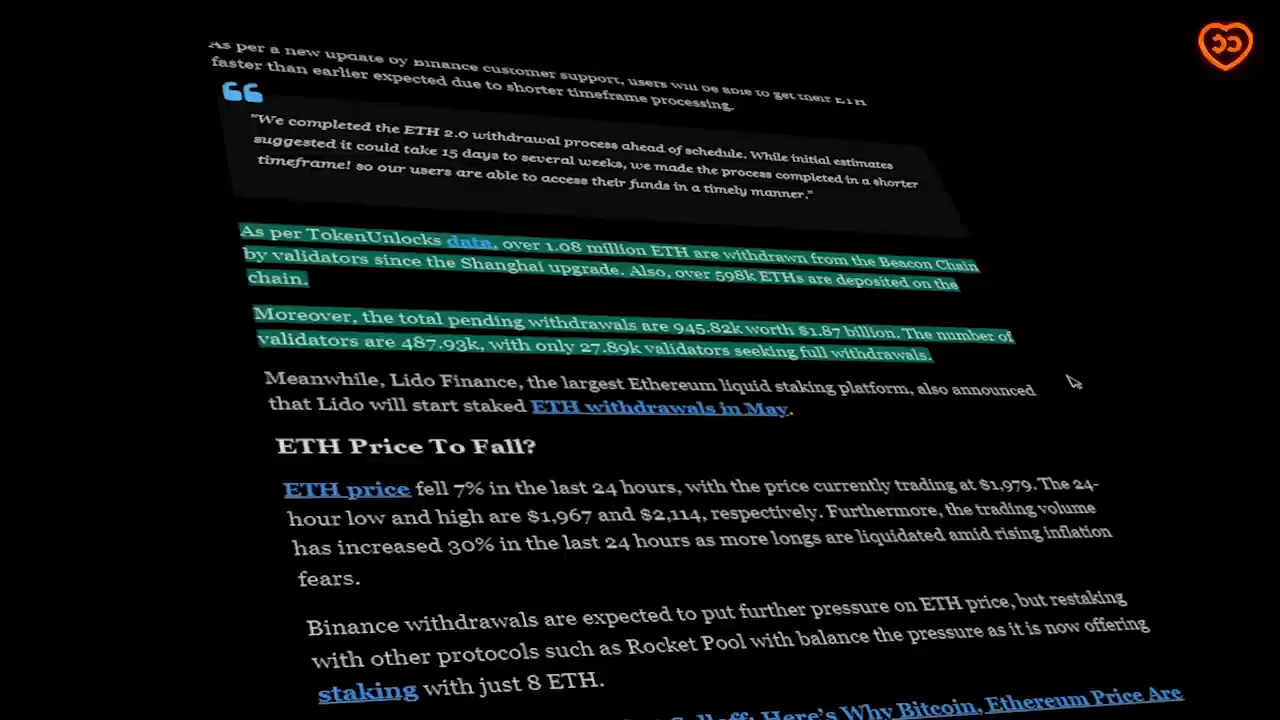 As per a new update by Binance customer support, users will be able to get their ETH
faster than earlier expected due to shorter timeframe processing.
"We completed the ETH 2.0 withdrawal process ahead of schedule. While initial estimates
suggested it could take 15 days to several weeks, we made the process completed in a shorter
timeframe! so our users are able to access their funds in a timely manner."
As per TokenUnlocks data, over 1.08 million ETH are withdrawn from the Beacon Chain
by validators since the Shanghai upgrade. Also, over 598k ETHs are deposited on the
chain.
Moreover, the total pending withdrawals are 945.82k worth $1.87 billion. The number of
validators are 487.93k, with only 27.89k validators seeking full withdrawals.
Meanwhile, Lido Finance, the largest Ethereum liquid staking platform, also announced
that Lido will start staked ETH withdrawals in May.
ETH Price To Fall?
ETH price fell 7% in the last 24 hours, with the price currently trading at $1,979. The 24-
hour low and high are $1,967 and $2,114, respectively. Furthermore, the trading volume
has increased 30% in the last 24 hours as more longs are liquidated amid rising inflation
fears.
Binance withdrawals are expected to put further pressure on ETH price, but restaking
with other protocols such as Rocket Pool with balance the pressure as it is now offering
staking with just 8 ETH.
Selloff: Here's Why Bitcoin, Ethereum Price Are